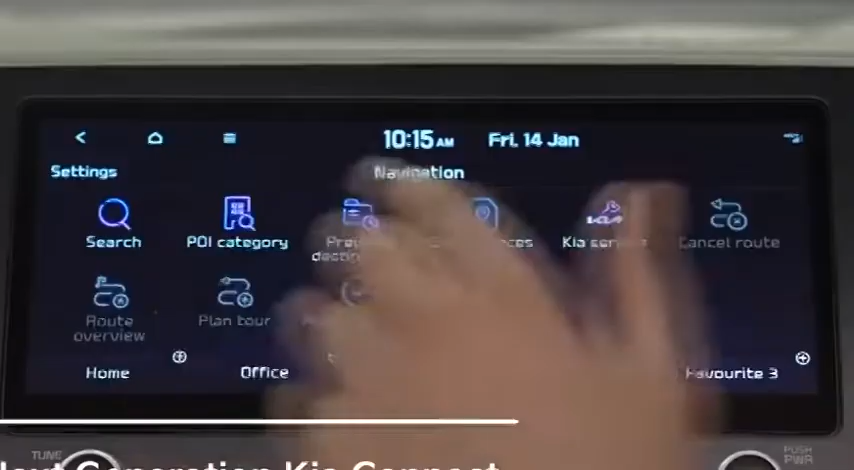 10:15 AM Fri. 14 Jan
Settings
Navigation
Search
POI category
Kia
Cancel route
Route
overview
Plan tour
Home
Office
Favourite 3
TUNE
PUSH
PWR
Next Generation Kia Connect